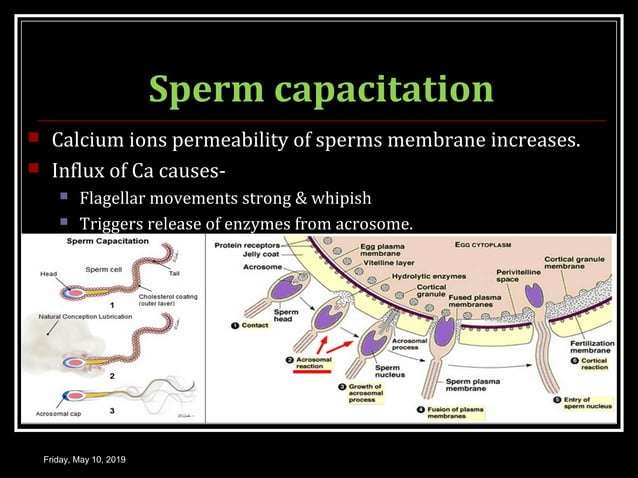 Sperm capacitation
Calcium ions permeability of sperms membrane increases.
Influx of Ca causes-
Flagellar movements strong & whipish
Triggers release of enzymes from acrosome.
Sperm Capacitation
Head
Sperm cell
Tail
1
Cholesterol coating
(outer layer)
Natural Conception Lubrication
2
Acrosomal cap
3
Protein receptors
Jelly coat
Acrosome
Egg plasma
membrane
Vitelline layer
Hydrolytic enzymes
Cortical
granule
Fused plasma
membranes
EGG CYTOPLASM
Perivitelline
space
Cortical granule
membrane
Sperm
head
1 Contact
2 Acrosomal
reaction
Acrosomal
process
Sperm
nucleus
3 Growth of
acrosomal
process
Sperm plasma
membrane
4 Fusion of plasma
membranes
Fertilization
membrane
6 Cortical
reaction
5 Entry of
sperm nucleus
Friday, May 10, 2019